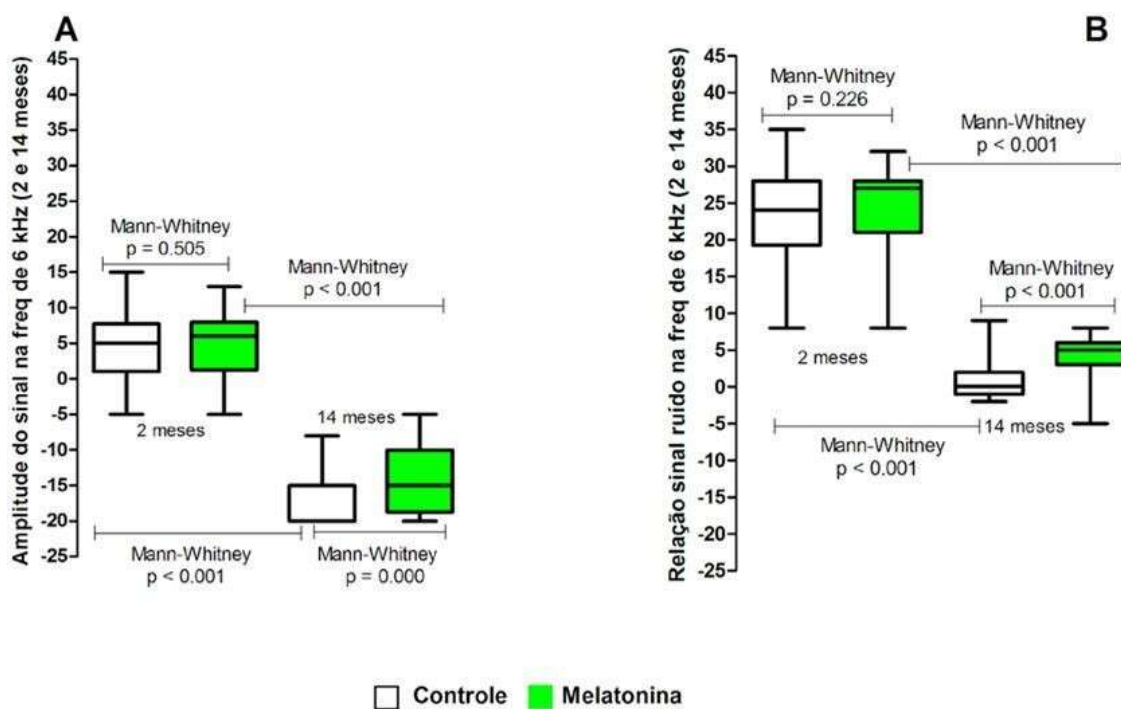 A
Amplitude do sinal na freq de 6 kHz (2 e 14 meses)
45
40
35
30
25
20
15
10
5
0
-5
-10
-15
-20
-25
Mann-Whitney
p = 0.505
Mann-Whitney
p < 0.001
2 meses
14 meses
Mann-Whitney
p < 0.001
Mann-Whitney
p = 0.000
B
Relação sinal ruído na freq de 6 kHz (2 e 14 meses)
45
40
35
30
25
20
15
10
5
0
-5
-10
-15
-20
-25
Mann-Whitney
p = 0.226
Mann-Whitney
p < 0.001
Mann-Whitney
p < 0.001
2 meses
14 meses
Mann-Whitney
p < 0.001
Controle
Melatonina